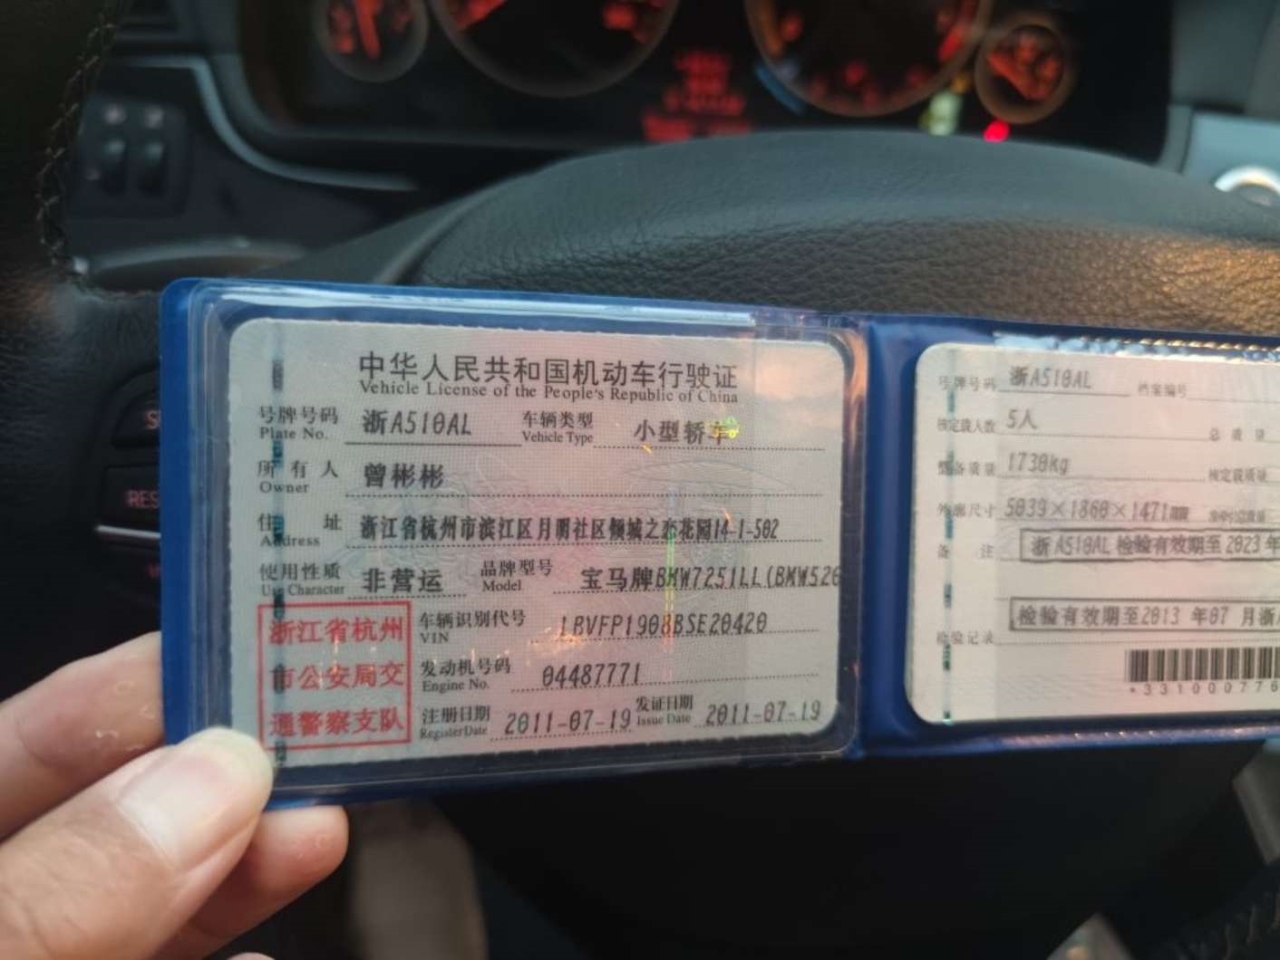 中华人民共和国机动车行驶证
Vehicle License of the People's Republic of China
号牌号码 浙A510AL 车辆类型 小型轿车
Plate No. Vehicle Type
所有人 曾彬彬
Owner
住址 浙江省杭州市滨江区月明社区倾城之恋花园14-1-502
Address
使用性质 非营运 品牌型号 宝马牌BMW7251LL(BMW526
Use Character Model
浙江省杭州
市公安局交
通警察支队
车辆识别代号 LBVFP1908BSE20420
VIN
发动机号码 04487771
Engine No.
注册日期 2011-07-19 发证日期 2011-07-19
Register Date Issue Date
号牌号码 浙A510AL 档案编号
核定载人数 5人 总质量
整备质量 1730kg 核定载质量
外廓尺寸 5039×1860×1471mm
备注 浙A510AL 检验有效期至2023年
检验有效期至2013年07月浙A
检验记录
*331000776
RES